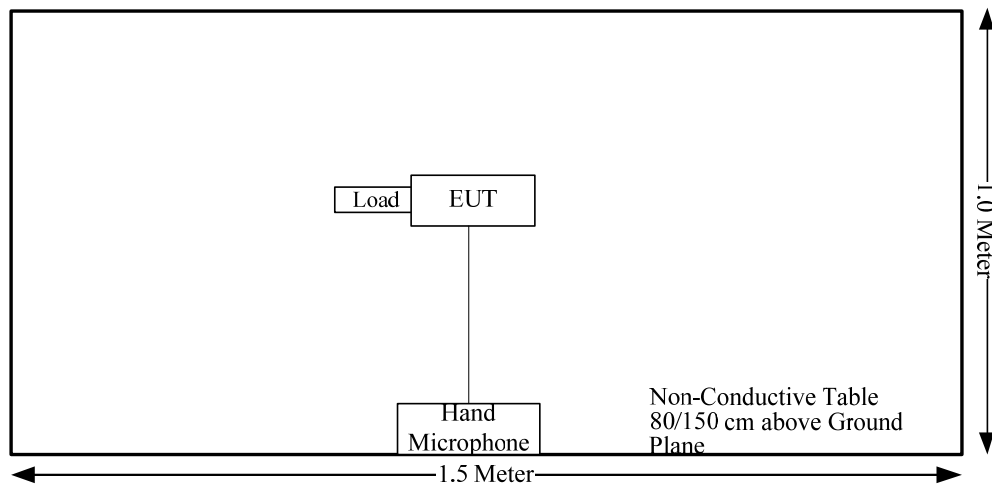 Load
EUT
Hand
Microphone
Non-Conductive Table
80/150 cm above Ground
Plane
1.0 Meter
1.5 Meter